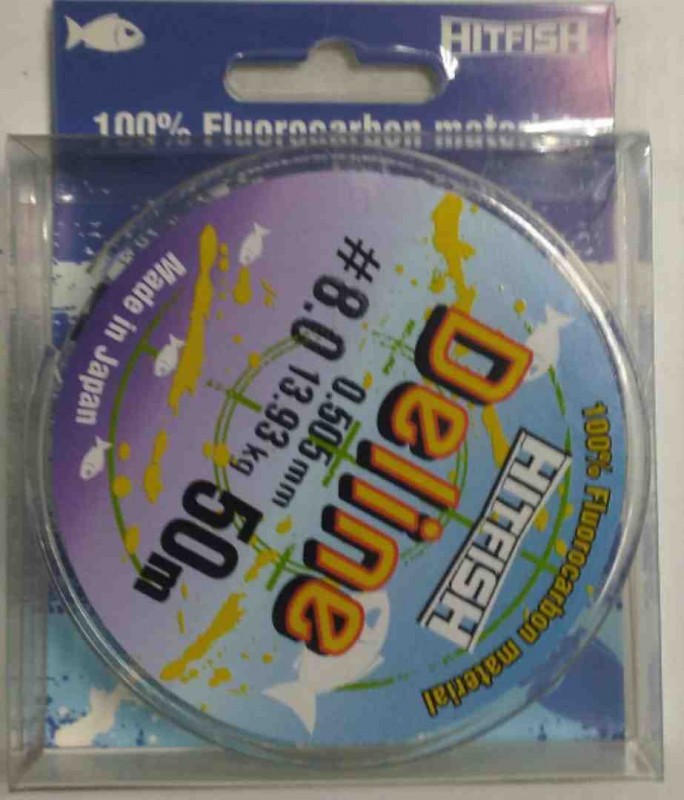 HITFISH
100% Fluorocarbon material
100% Fluorocarbon material
HITFISH
Deline
#8.0
0.505mm
13.93kg
50m
Made in Japan